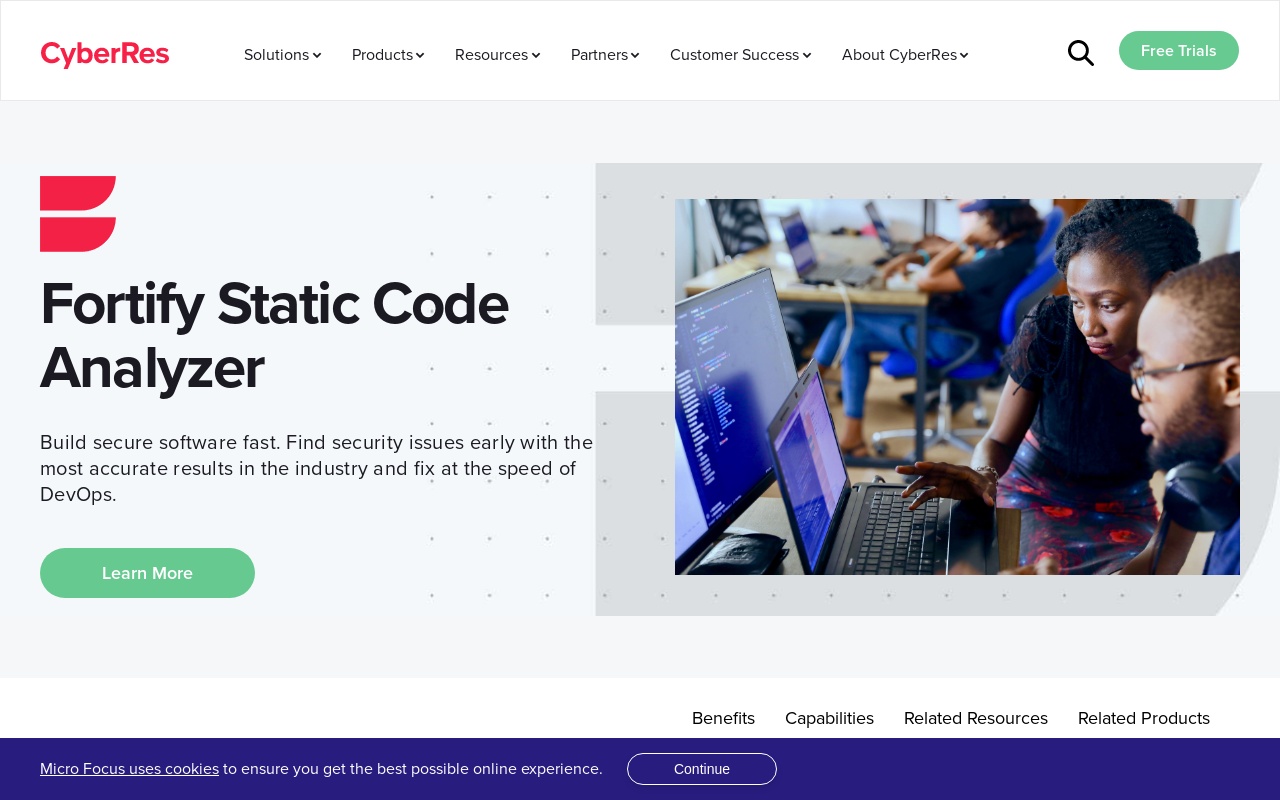 CyberRes
Solutions
Products
Resources
Partners
Customer Success
About CyberRes
Free Trials
Fortify Static Code
Analyzer
Build secure software fast. Find security issues early with the
most accurate results in the industry and fix at the speed of
DevOps.
Learn More
Benefits
Capabilities
Related Resources
Related Products
Micro Focus uses cookies to ensure you get the best possible online experience.
Continue